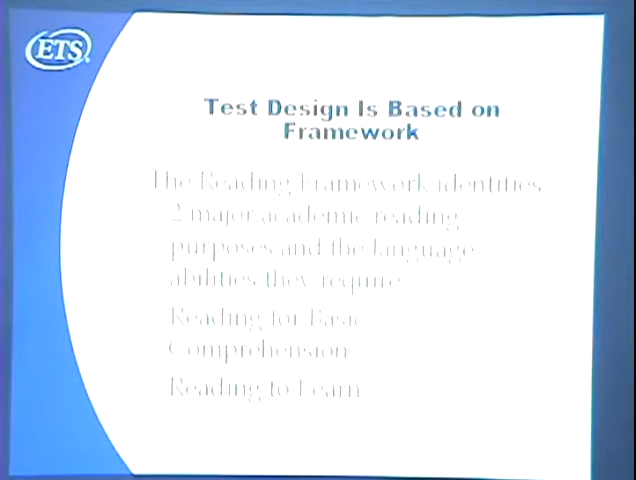 ETS
Test Design Is Based on
Framework
The Reading Framework identifies
2 major academic reading
purposes and the language
abilities they require
Reading for Basic
Comprehension
Reading to Learn